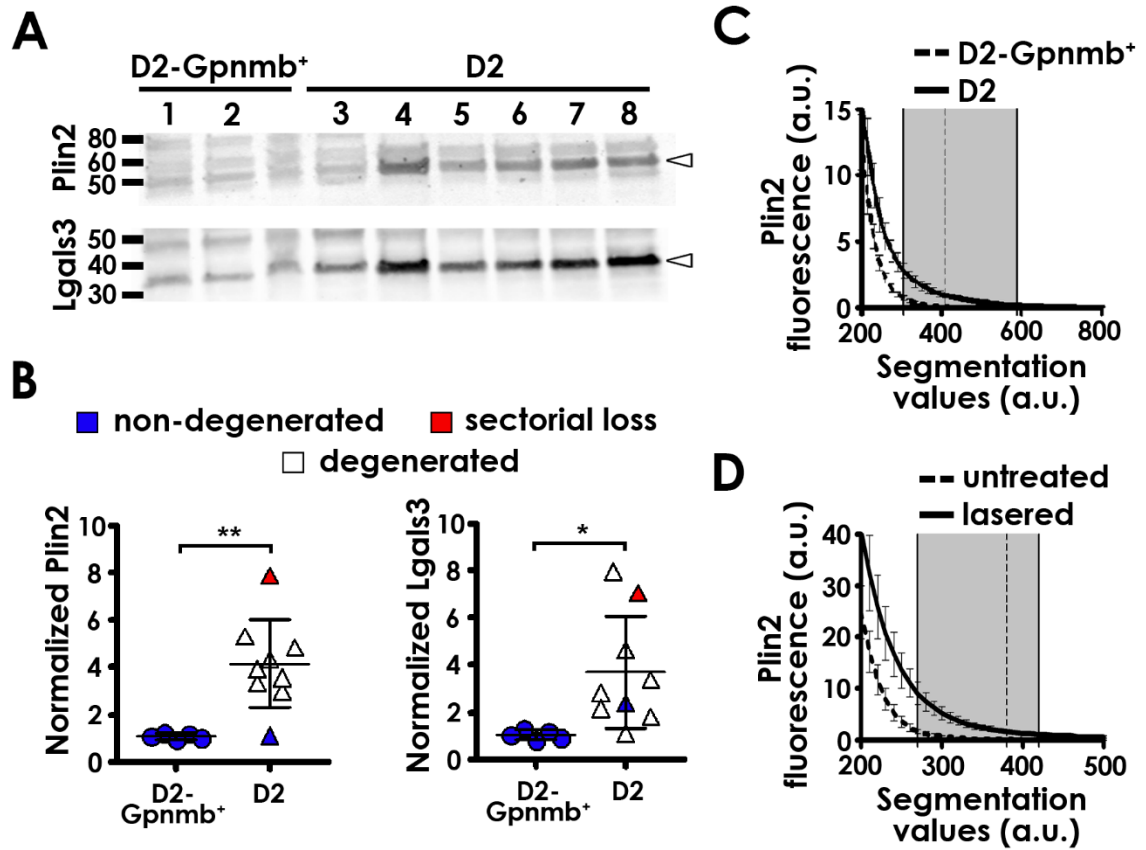 A
D2-Gpnmb+ D2
1 2 3 4 5 6 7 8
Plin2
80
60
50
Lgals3
50
40
30
B
non-degenerated sectorial loss
degenerated
Normalized Plin2
10
8
6
4
2
0
**
D2-
Gpnmb+
D2
Normalized Lgals3
10
8
6
4
2
0
*
D2-
Gpnmb+
D2
C
D2-Gpnmb+
D2
Plin2
fluorescence (a.u.)
15
10
5
0
200 400 600 800
Segmentation
values (a.u.)
D
untreated
lasered
Plin2
fluorescence (a.u.)
40
30
20
10
0
200 300 400 500
Segmentation
values (a.u.)